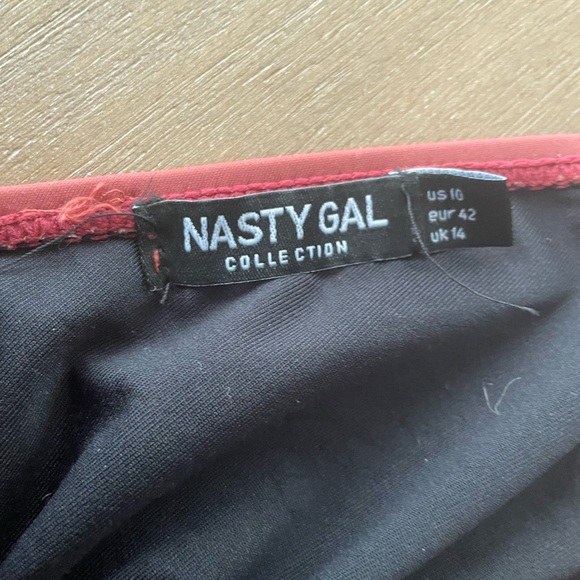 NASTY GAL
COLLECTION
US 10
eur 42
uk 14